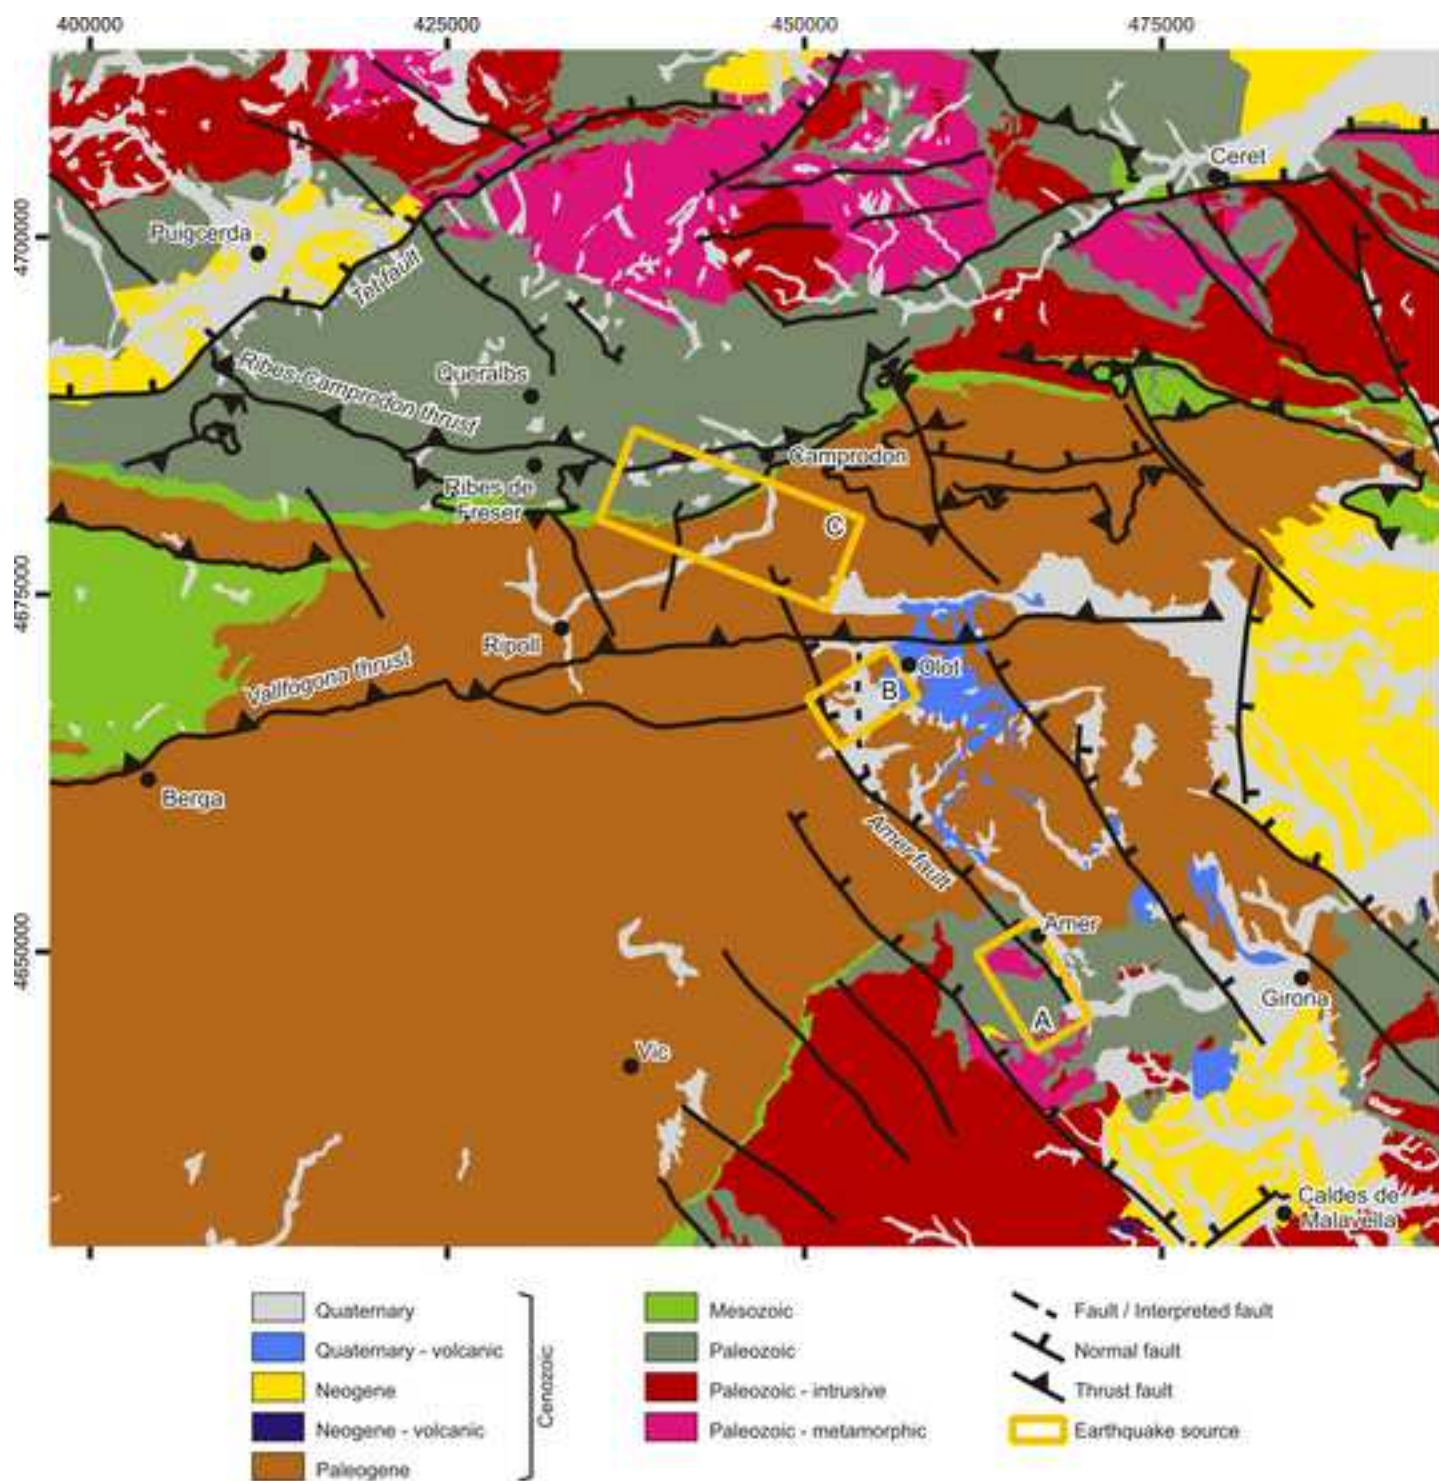 400000
425000
450000
475000
Ceret
4700000
Puigcerda
Têt fault
Ribes-Camprodon thrust
Queralbs
Camprodon
Ribes de
Freser
C
4675000
Ripoll
Olot
Vallfogona thrust
B
Berga
Amer fault
Amer
4650000
Girona
A
Vic
Caldes de
Malavella
Quaternary
Quaternary - volcanic
Neogene
Neogene - volcanic
Paleogene
Cenozoic
Mesozoic
Paleozoic
Paleozoic - intrusive
Paleozoic - metamorphic
Fault / Interpreted fault
Normal fault
Thrust fault
Earthquake source